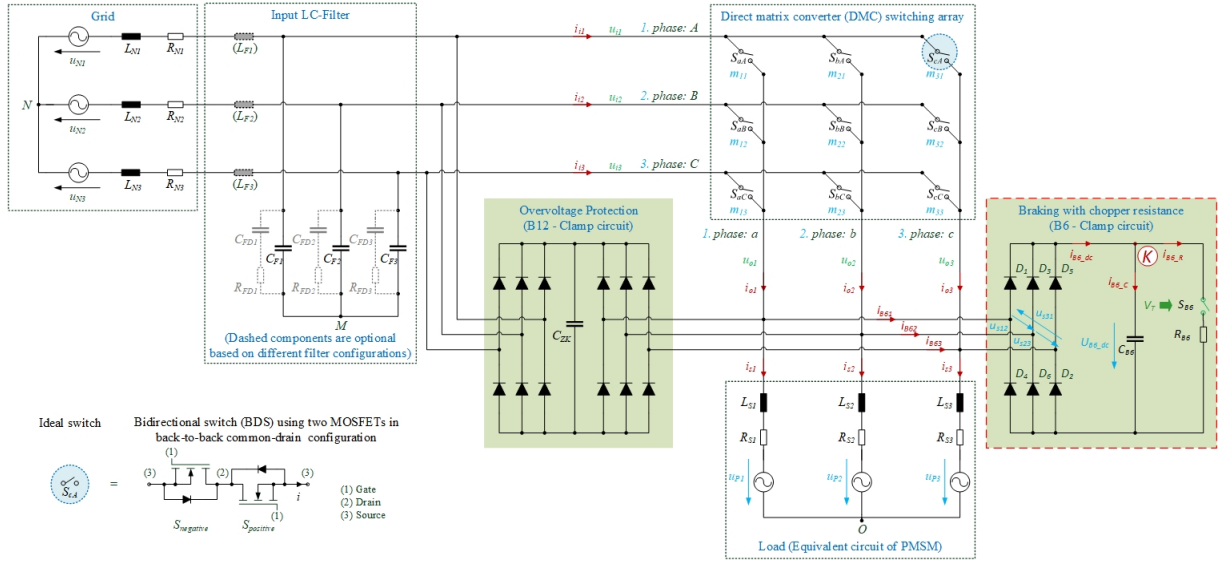 Grid
Input LC-Filter
Direct matrix converter (DMC) switching array
L_N1 R_N1 (L_F1)
u_N1
i_i1 u_i1 1. phase: A
S_aA S_bA S_cA
m_11 m_21 m_31
N
L_N2 R_N2 (L_F2)
u_N2
i_i2 u_i2 2. phase: B
S_aB S_bB S_cB
m_12 m_22 m_32
L_N3 R_N3 (L_F3)
u_N3
i_i3 u_i3 3. phase: C
S_aC S_bC S_cC
m_13 m_23 m_33
C_FD1 C_FD2 C_FD3
C_F1 C_F2 C_F3
R_FD1 R_FD2 R_FD3
M
(Dashed components are optional
based on different filter configurations)
Overvoltage Protection
(B12 - Clamp circuit)
C_ZK
1. phase: a 2. phase: b 3. phase: c
u_o1 u_o2 u_o3
i_o1 i_o2 i_o3
i_B61
i_B62
i_B63
i_s1 i_s2 i_s3
Braking with chopper resistance
(B6 - Clamp circuit)
i_B6_dc K i_B6_R
D_1 D_3 D_5
i_B6_C
V_T S_B6
u_s12 u_s31
u_s23
U_B6_dc C_B6 R_B6
D_4 D_6 D_2
L_S1 L_S2 L_S3
R_S1 R_S2 R_S3
u_P1 u_P2 u_P3
O
Load (Equivalent circuit of PMSM)
Ideal switch
Bidirectional switch (BDS) using two MOSFETs in
back-to-back common-drain configuration
(1)
(3) (2) (3)
S_cA = i
(1)
S_negative S_positive
(1) Gate
(2) Drain
(3) Source